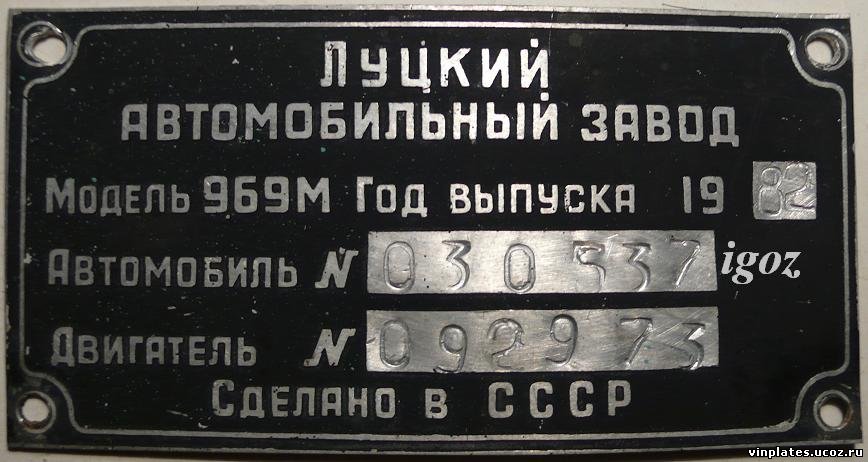 ЛУЦКИЙ
АВТОМОБИЛЬНЫЙ ЗАВОД
МОДЕЛЬ 969М ГОД ВЫПУСКА 19 82
АВТОМОБИЛЬ N 030537 igoz
ДВИГАТЕЛЬ N 092973
СДЕЛАНО В СССР
vinplates.ucoz.ru